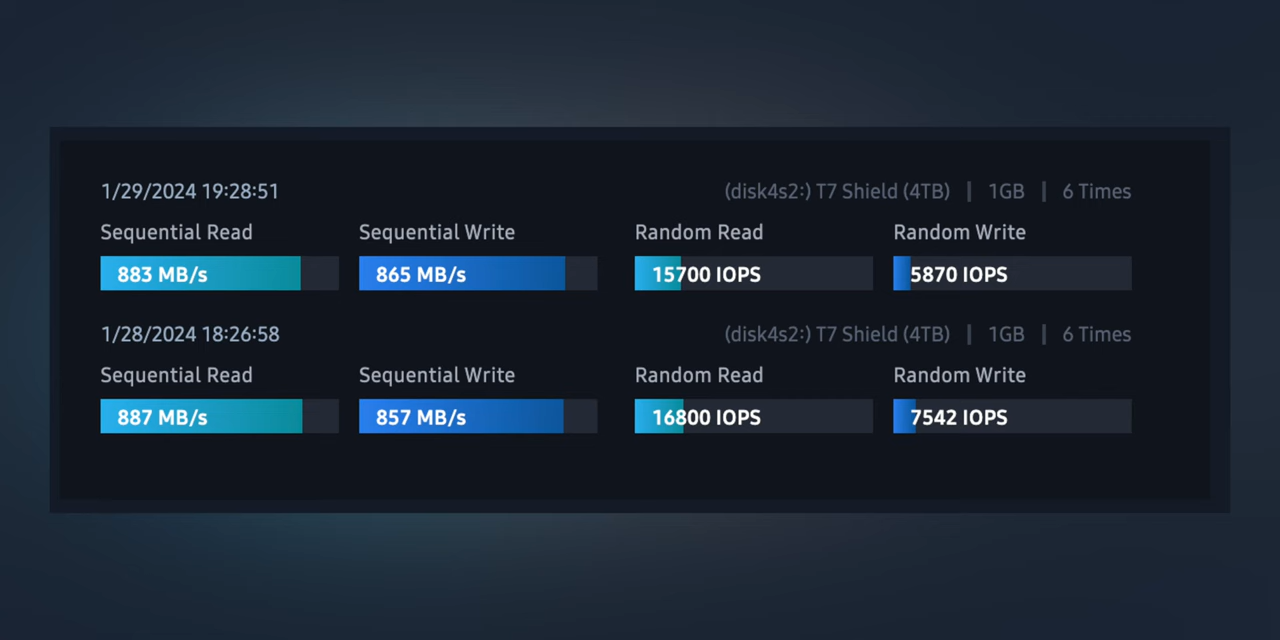 1/29/2024 19:28:51 (disk4s2:) T7 Shield (4TB) | 1GB | 6 Times
Sequential Read Sequential Write Random Read Random Write
883 MB/s 865 MB/s 15700 IOPS 5870 IOPS
1/28/2024 18:26:58 (disk4s2:) T7 Shield (4TB) | 1GB | 6 Times
Sequential Read Sequential Write Random Read Random Write
887 MB/s 857 MB/s 16800 IOPS 7542 IOPS